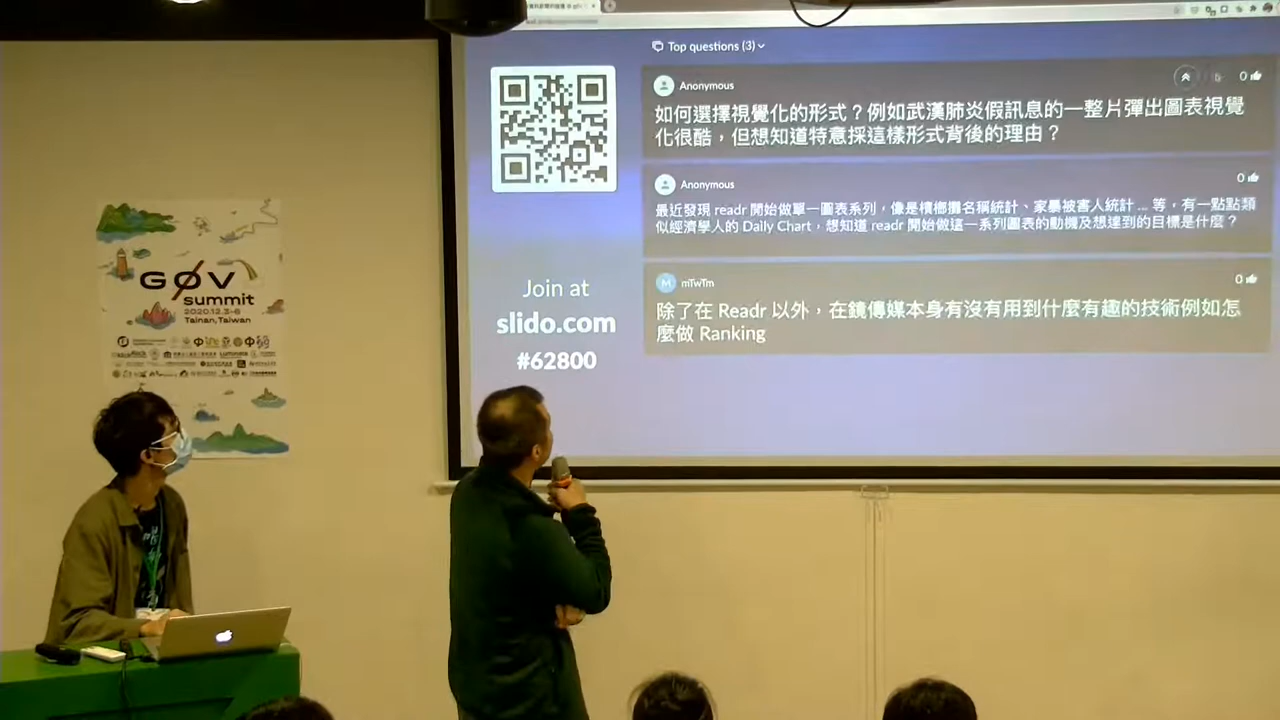 Top questions (3)
Anonymous
0
如何選擇視覺化的形式？例如武漢肺炎假訊息的一整片彈出圖表視覺
化很酷，但想知道特意採這樣形式背後的理由？
Anonymous
0
最近發現 readr 開始做單一圖表系列，像是檳榔攤名稱統計、家暴被害人統計 ... 等，有一點點類
似經濟學人的 Daily Chart，想知道 readr 開始做這一系列圖表的動機及想達到的目標是什麼？
M mTwTm
0
除了在 Readr 以外，在鏡傳媒本身有沒有用到什麼有趣的技術例如怎
麼做 Ranking
Join at
slido.com
#62800
GØV
summit
2020.12.3-6
Tainan, Taiwan